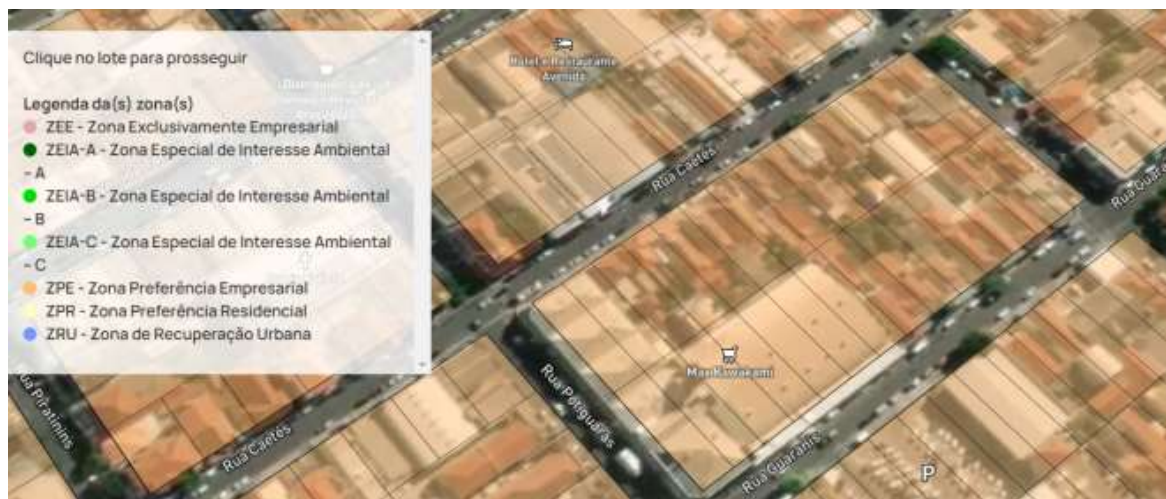 Clique no lote para prosseguir
Legenda da(s) zona(s)
ZEE - Zona Exclusivamente Empresarial
ZEIA-A - Zona Especial de Interesse Ambiental
- A
ZEIA-B - Zona Especial de Interesse Ambiental
- B
ZEIA-C - Zona Especial de Interesse Ambiental
- C
ZPE - Zona Preferência Empresarial
ZPR - Zona Preferência Residencial
ZRU - Zona de Recuperação Urbana
Hotel e Restaurante
Avenida
Rua Caetés
Rua
Max Kawakami
Rua Piratinins
Rua Caetés
Rua Potiguaras
Rua Guaranis
P